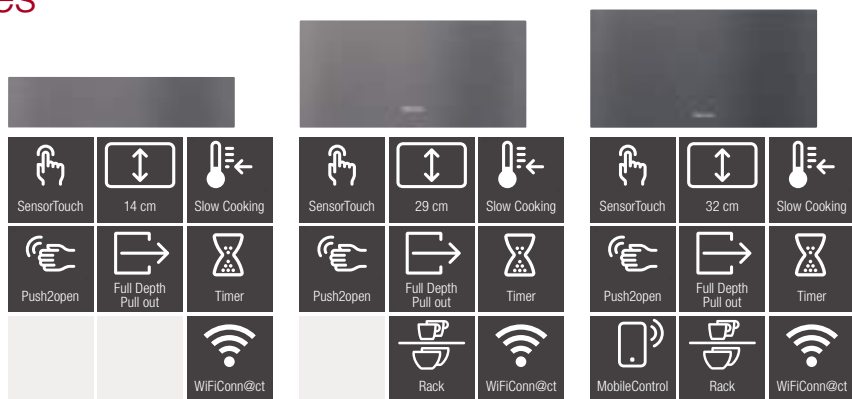 es
SensorTouch
14 cm
Slow Cooking
Push2open
Full Depth
Pull out
Timer
WiFiConn@ct
SensorTouch
29 cm
Slow Cooking
Push2open
Full Depth
Pull out
Timer
Rack
WiFiConn@ct
SensorTouch
32 cm
Slow Cooking
Push2open
Full Depth
Pull out
Timer
MobileControl
Rack
WiFiConn@ct